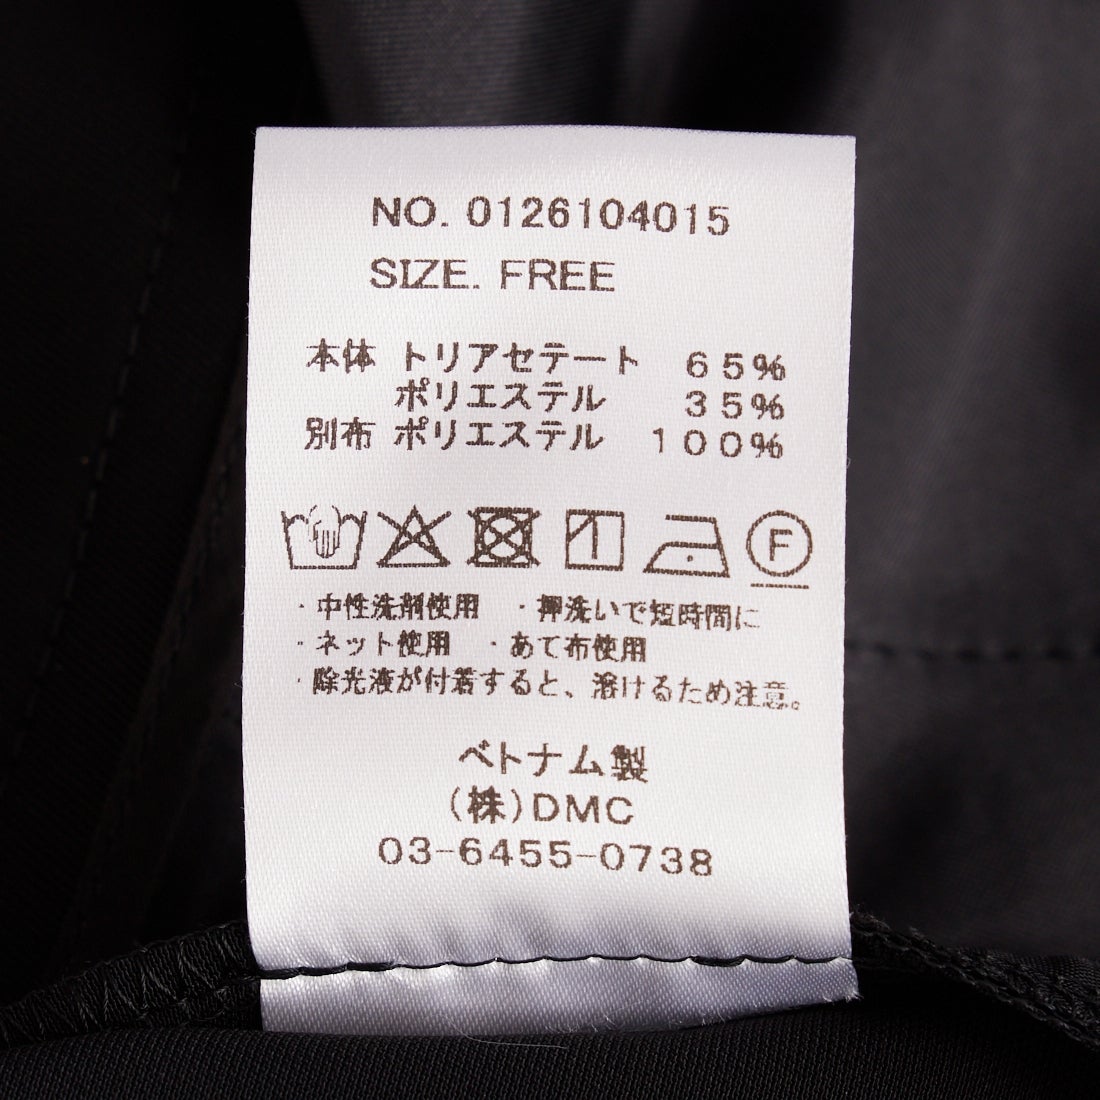 NO. 0126104015
SIZE. FREE
本体 トリアセテート 65%
ポリエステル 35%
別布 ポリエステル 100%
F
・中性洗剤使用 ・押洗いで短時間に
・ネット使用 ・あて布使用
・除光液が付着すると、溶けるため注意。
ベトナム製
(株)DMC
03-6455-0738